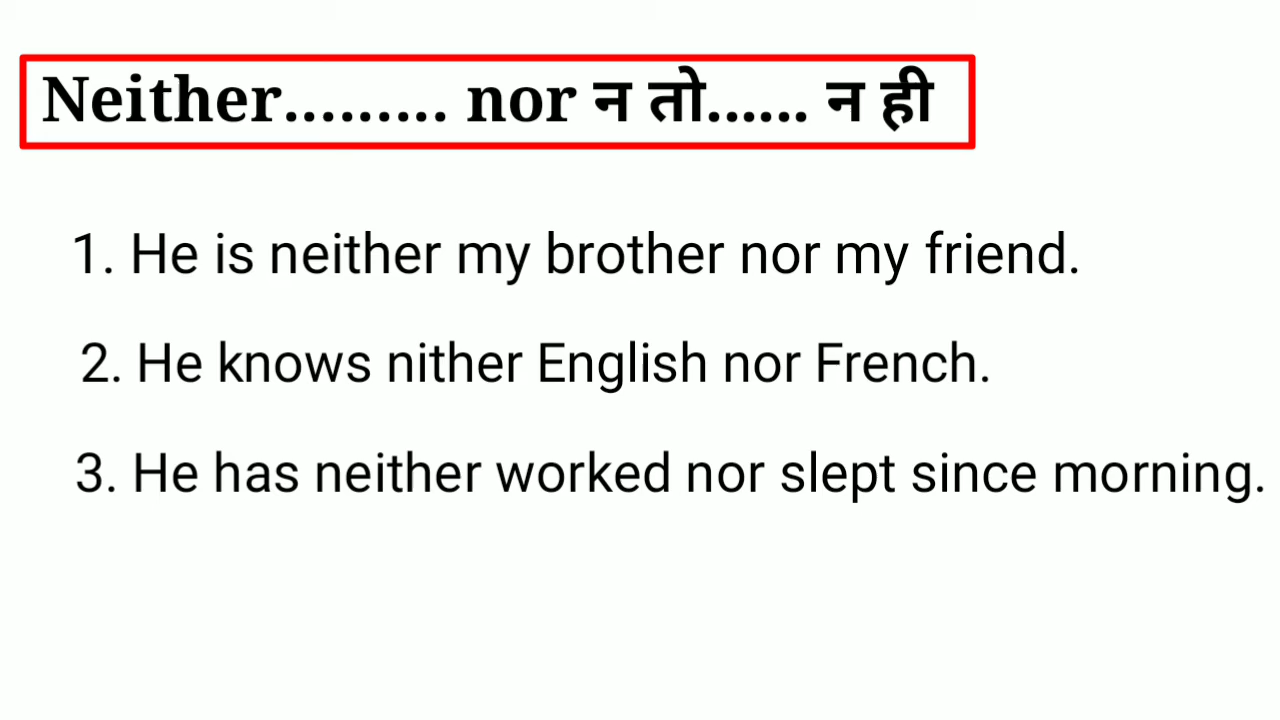 Neither......... nor न तो...... न ही
1. He is neither my brother nor my friend.
2. He knows nither English nor French.
3. He has neither worked nor slept since morning.